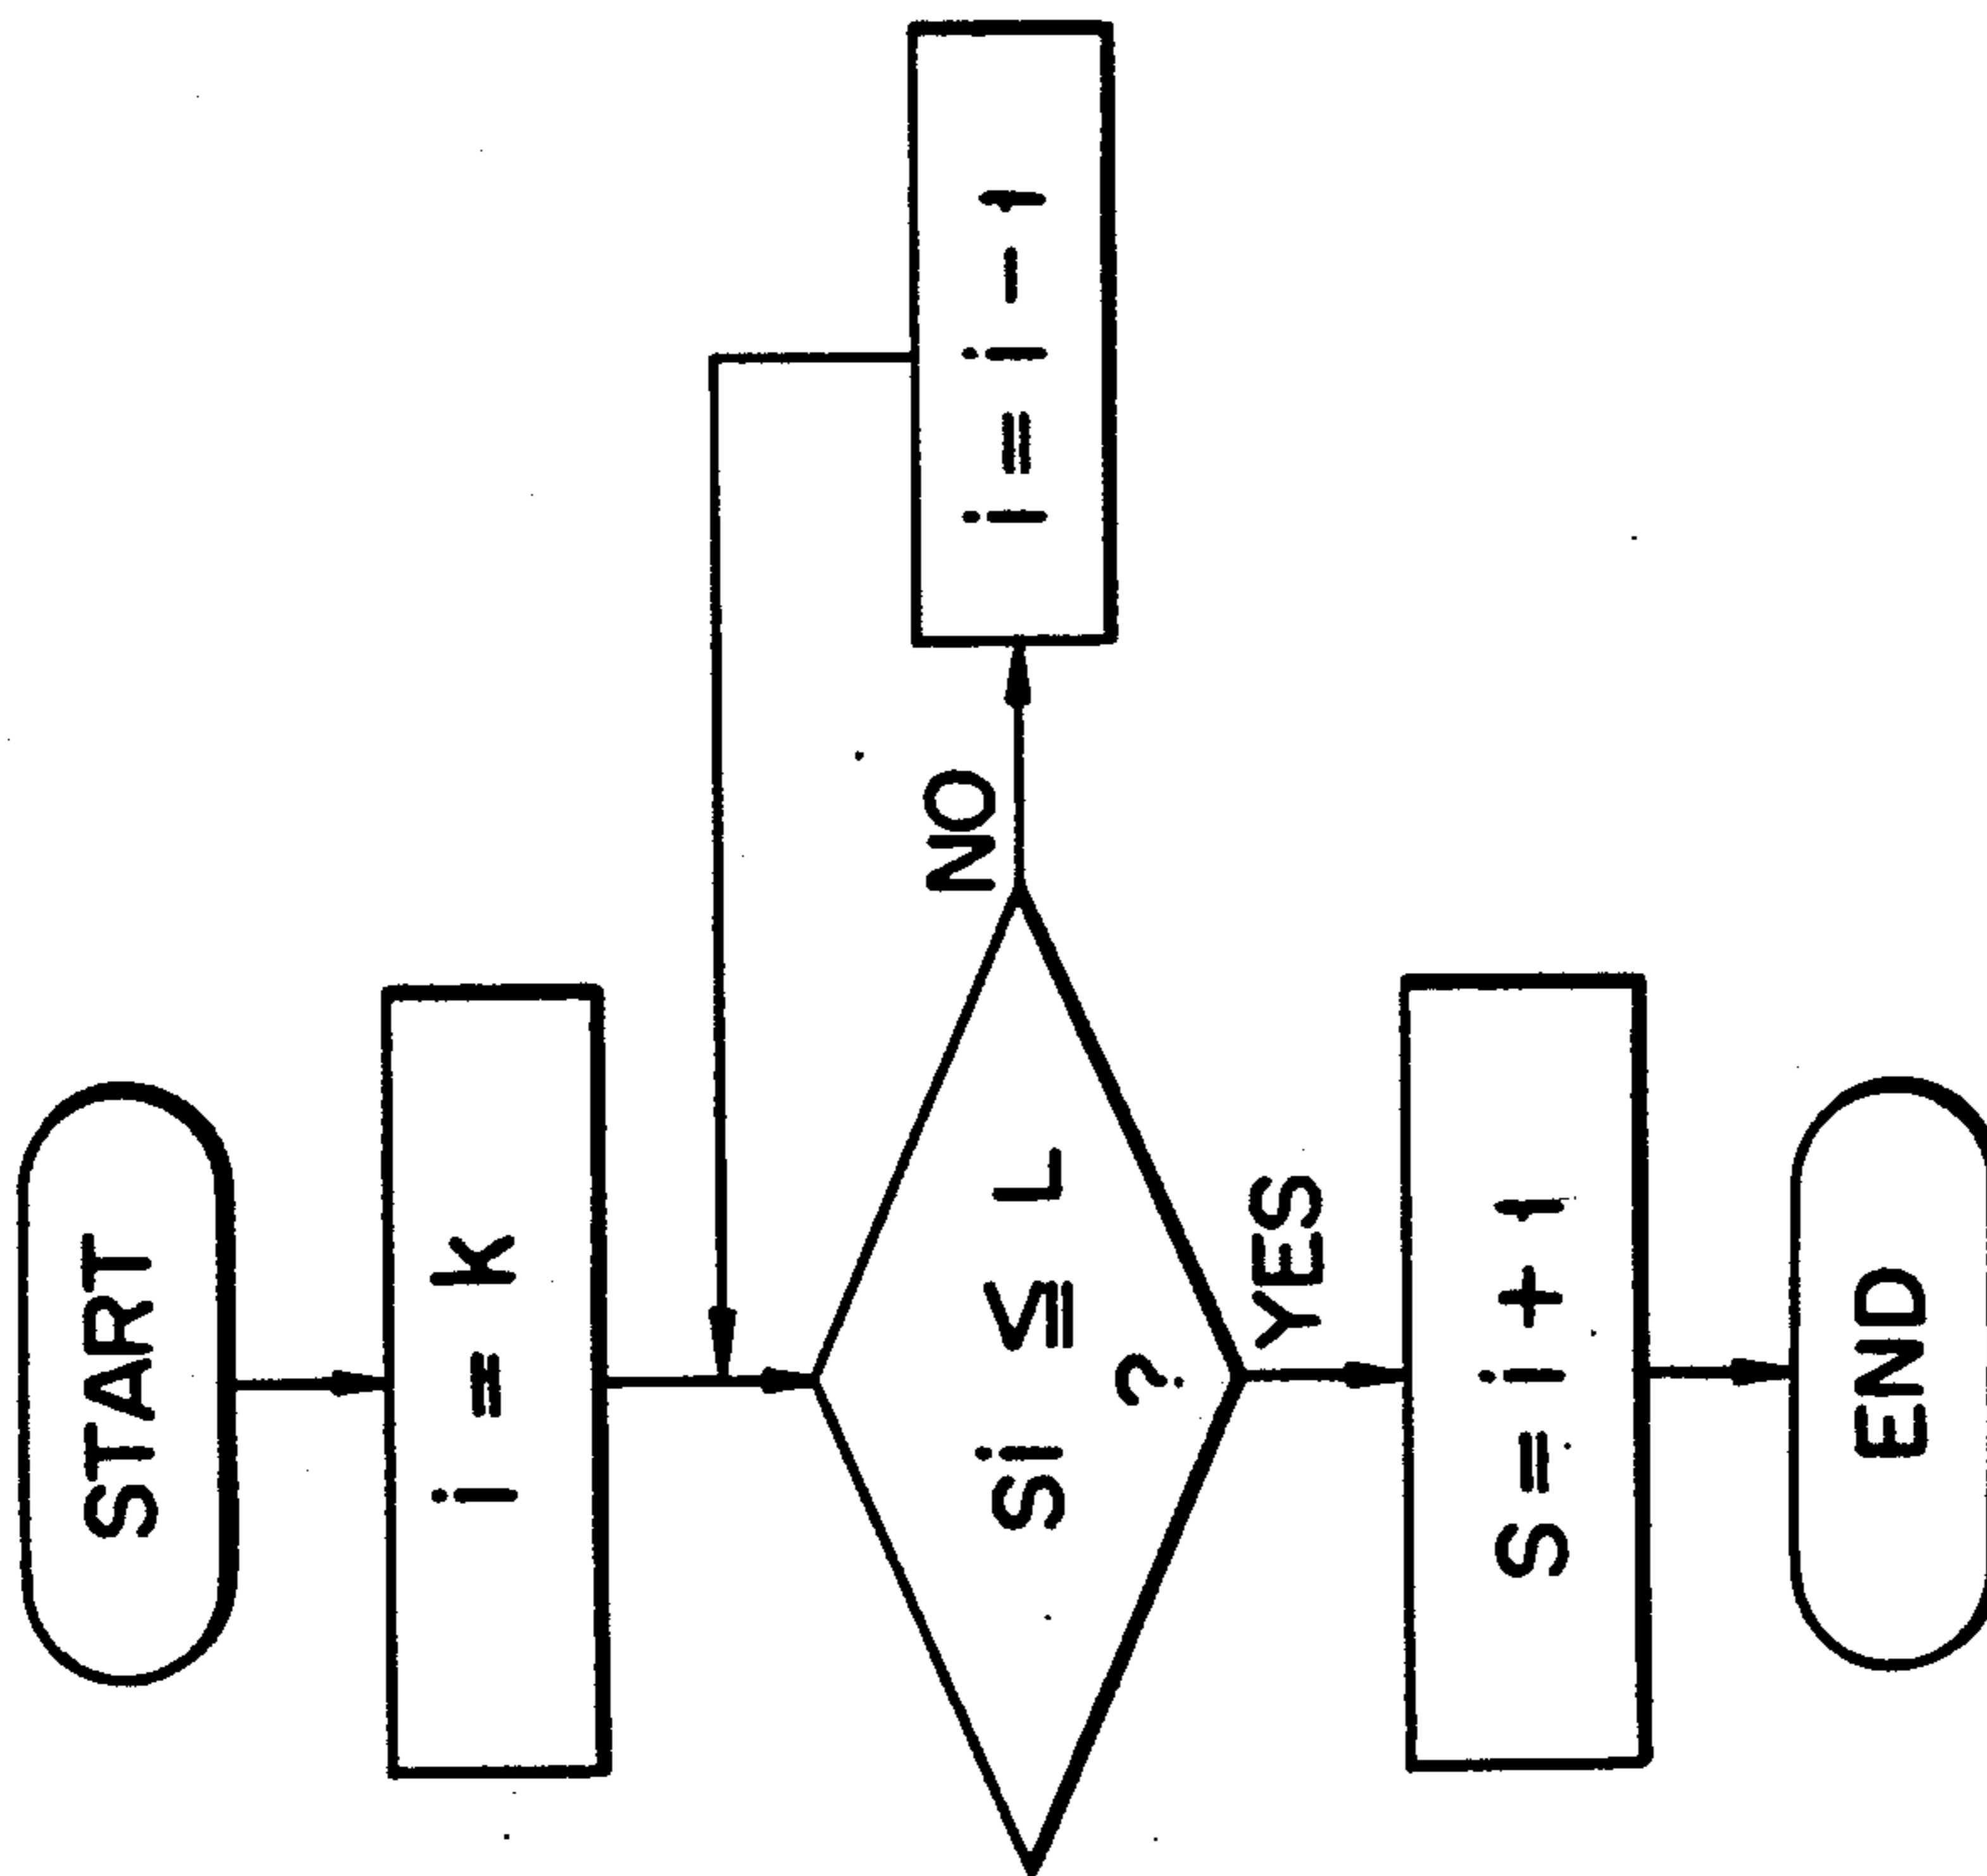 START
i = k
Si ≦ L
?
NO
i = i - 1
YES
S = i + 1
END